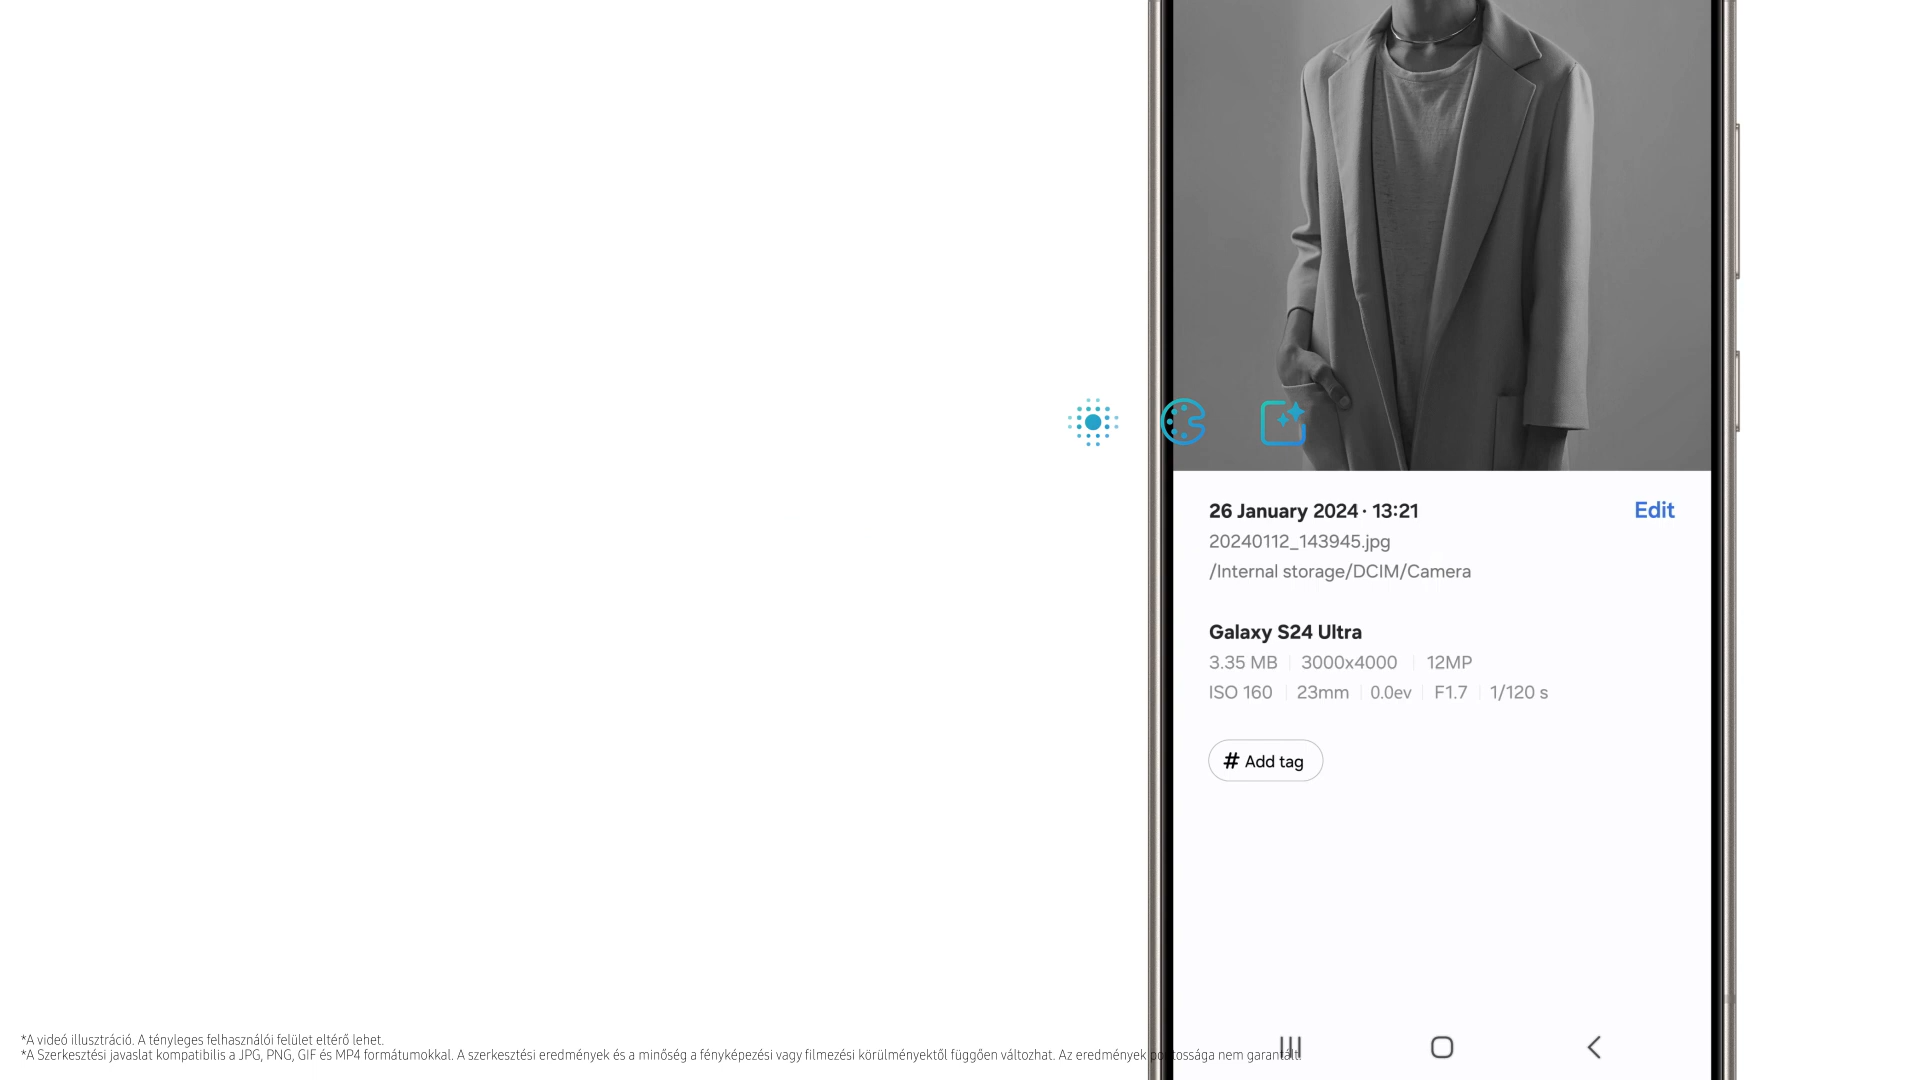 26 January 2024 · 13:21
Edit
20240112_143945.jpg
/Internal storage/DCIM/Camera
Galaxy S24 Ultra
3.35 MB | 3000x4000 | 12MP
ISO 160 | 23mm | 0.0ev | F1.7 | 1/120 s
# Add tag
*A videó illusztráció. A tényleges felhasználói felület eltérő lehet.
*A Szerkesztési javaslat kompatibilis a JPG, PNG, GIF és MP4 formátumokkal. A szerkesztési eredmények és a minőség a fényképezési vagy filmezési körülményektől függően változhat. Az eredmények pontossága nem garantált.